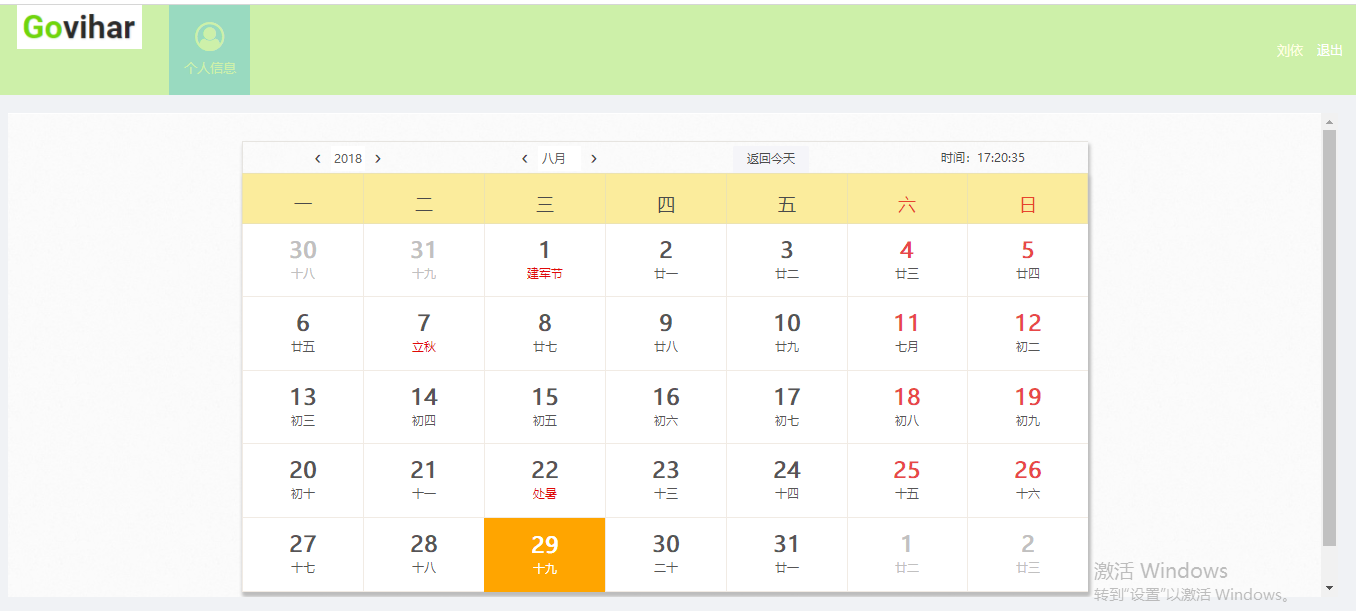 Govihar
个人信息
刘依 退出
2018 八月 返回今天 时间：17:20:35
一 二 三 四 五 六 日
30 31 1 2 3 4 5
十八 十九 建军节 廿一 廿二 廿三 廿四
6 7 8 9 10 11 12
廿五 立秋 廿七 廿八 廿九 七月 初二
13 14 15 16 17 18 19
初三 初四 初五 初六 初七 初八 初九
20 21 22 23 24 25 26
初十 十一 处暑 十三 十四 十五 十六
27 28 29 30 31 1 2
十七 十八 十九 二十 廿一 廿二 廿三
激活 Windows
转到"设置"以激活 Windows。